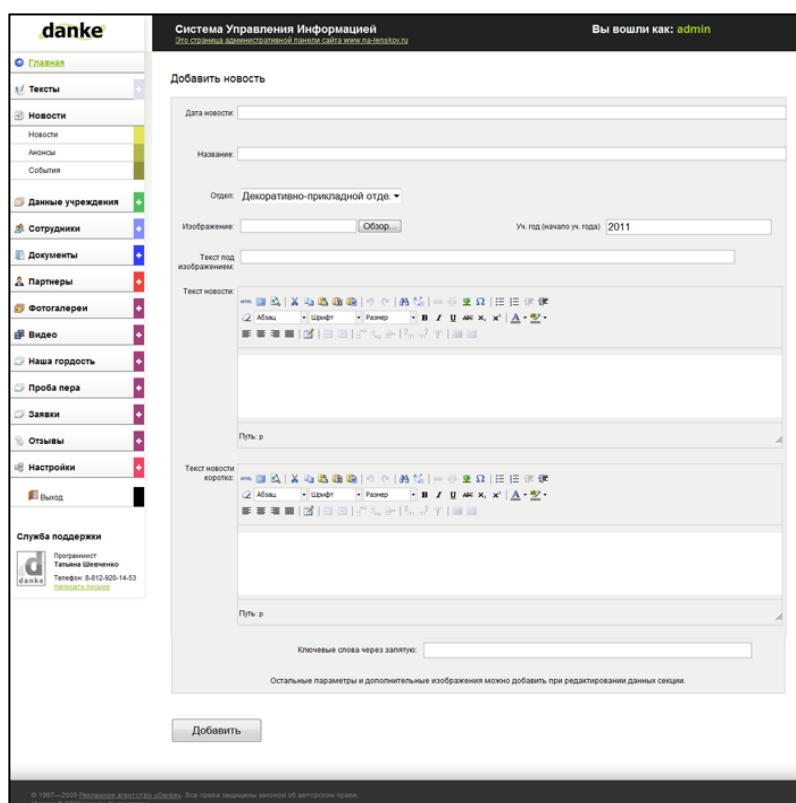 danke
Система Управления Информацией
Это страница административной панели сайта www.na-lenskov.ru
Вы вошли как: admin
Главная
Тексты
Новости
Новости
Анонсы
События
Данные учреждения
Сотрудники
Документы
Партнеры
Фотогалереи
Видео
Наша гордость
Проба пера
Заявки
Отзывы
Настройки
Выход
Служба поддержки
danke
Программист
Татьяна Шевченко
Телефон: 8-812-920-14-53
Написать письмо
Добавить новость
Дата новости:
Название:
Отдел: Декоративно-прикладной отде.
Изображение: Обзор... Уч. год (начало уч. года) 2011
Текст под
изображением:
Текст новости:
HTML
Абзац Шрифт Размер B I U ABC x, x'
A
Путь: p
Текст новости
коротко:
HTML
Абзац Шрифт Размер B I U ABC x, x'
A
Путь: p
Ключевые слова через запятую:
Остальные параметры и дополнительные изображения можно добавить при редактировании данных секции.
Добавить
© 1997—2009 Рекламное агентство «Danke». Все права защищены законом об авторском праве.